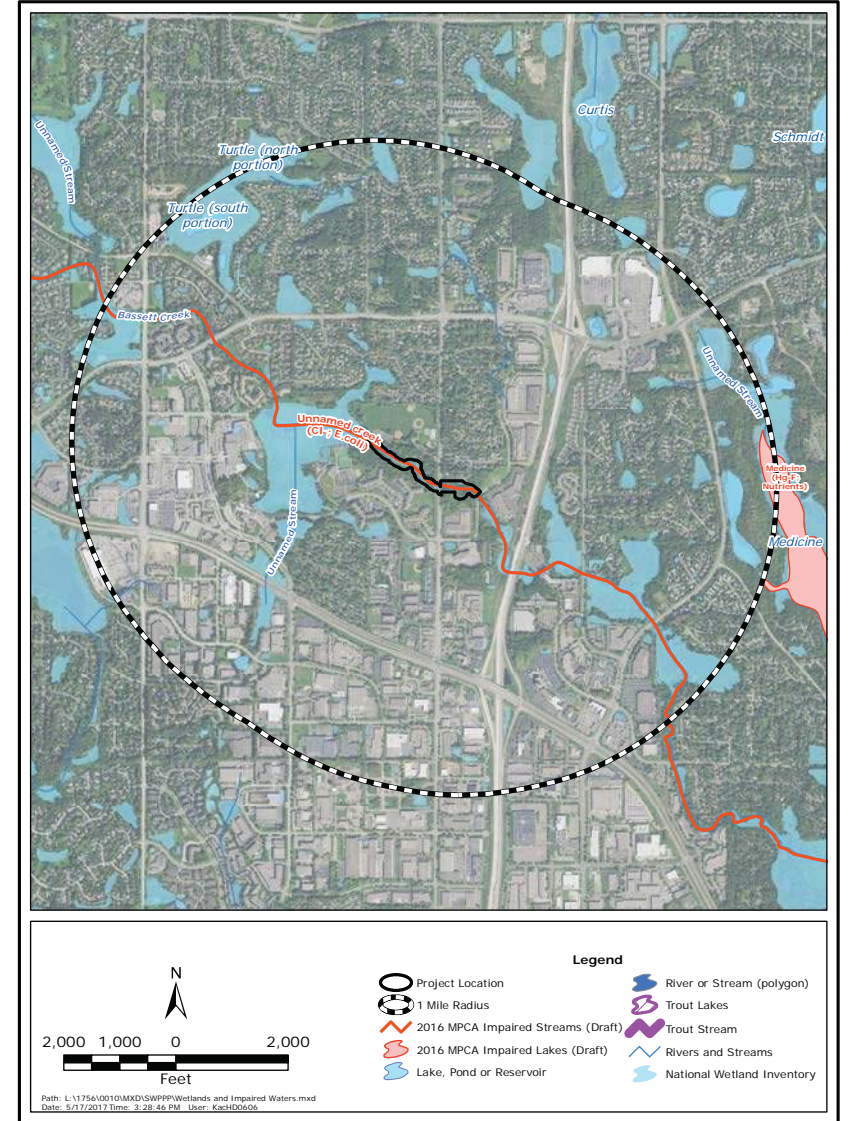 Curtis
Schmidt
Unnamed Stream
Turtle (north
portion)
Turtle (south
portion)
Bassett Creek
Unnamed Stream
Unnamed creek
(Cl-; E.coli)
Medicine
(Hg-F;
Nutrients)
Unnamed Stream
Medicine
Legend
N
2,000 1,000 0 2,000
Feet
Project Location
1 Mile Radius
2016 MPCA Impaired Streams (Draft)
2016 MPCA Impaired Lakes (Draft)
Lake, Pond or Reservoir
River or Stream (polygon)
Trout Lakes
Trout Stream
Rivers and Streams
National Wetland Inventory
Path: L:\1756\0010\MXD\SWPPP\Wetlands and Impaired Waters.mxd
Date: 5/17/2017 Time: 3:28:46 PM User: KacHD0606